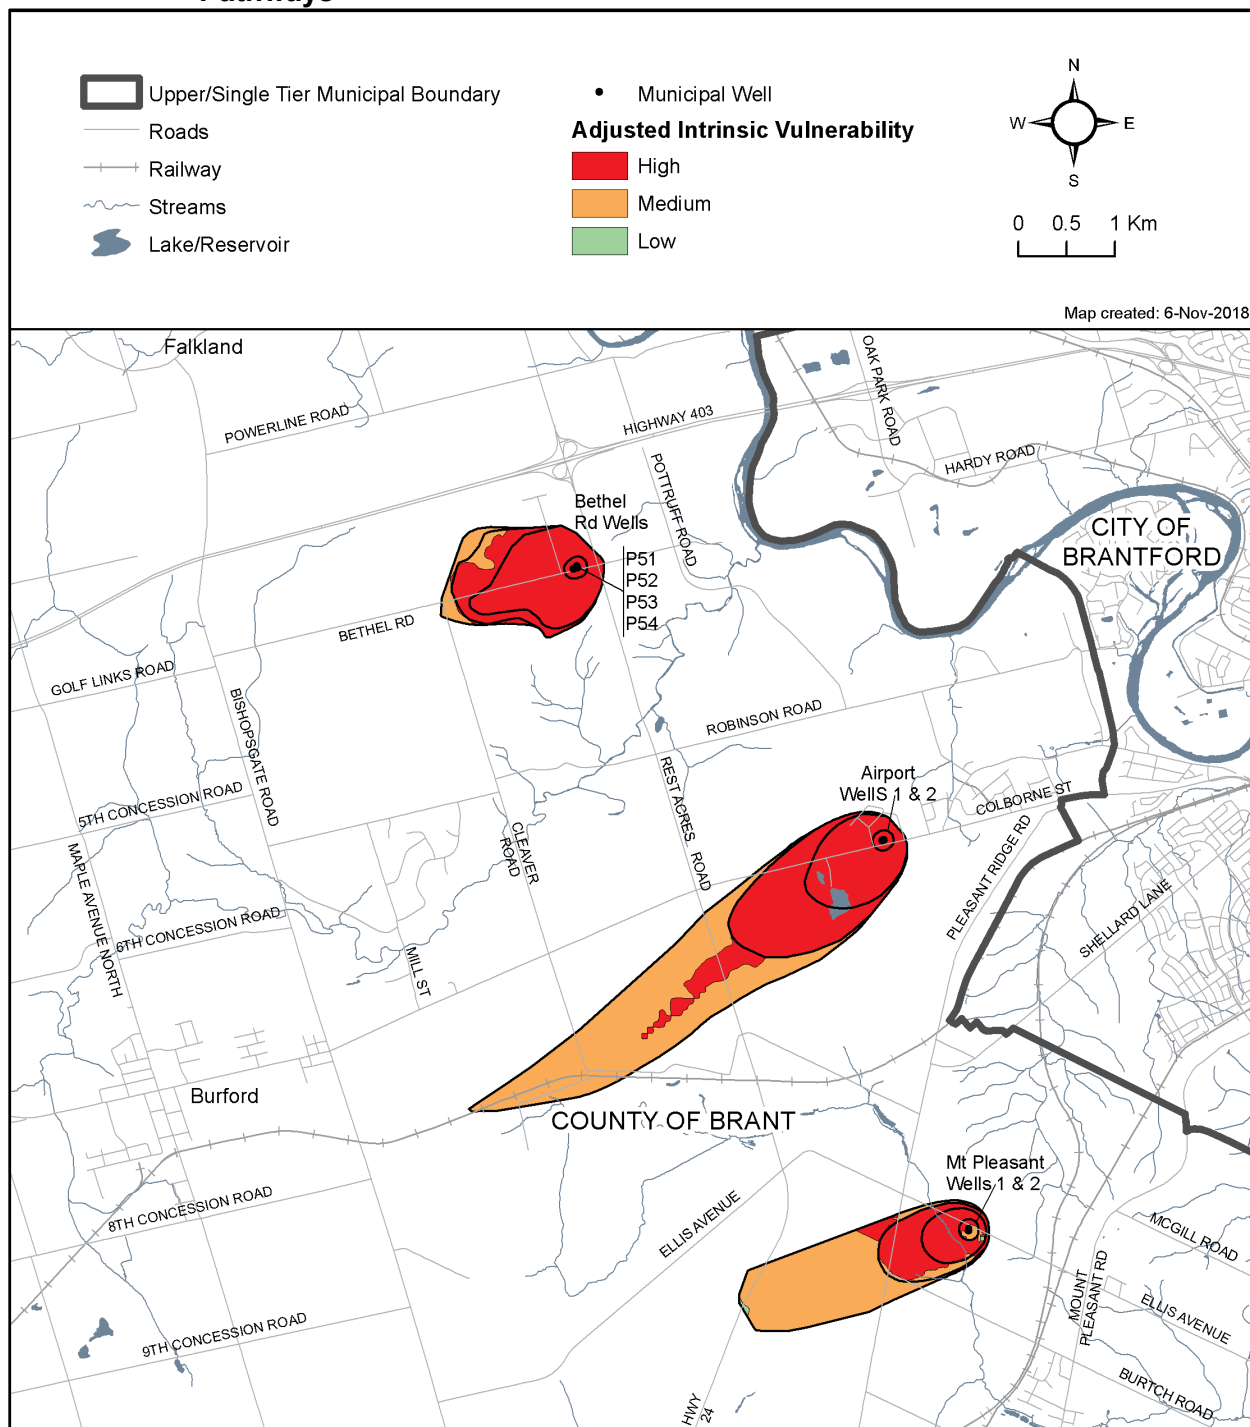 Pathways
Upper/Single Tier Municipal Boundary
Roads
Railway
Streams
Lake/Reservoir
Municipal Well
Adjusted Intrinsic Vulnerability
High
Medium
Low
N
W
E
S
0 0.5 1 Km
Map created: 6-Nov-2018
Falkland
POWERLINE ROAD
HIGHWAY 403
OAK PARK ROAD
HARDY ROAD
POTTRUFF ROAD
Bethel
Rd Wells
P51
P52
P53
P54
CITY OF
BRANTFORD
BETHEL RD
GOLF LINKS ROAD
BISHOPSGATE ROAD
ROBINSON ROAD
REST ACRES ROAD
Airport
WellS 1 & 2
COLBORNE ST
5TH CONCESSION ROAD
CLEAVER
ROAD
MAPLE AVENUE NORTH
PLEASANT RIDGE RD
SHELLARD LANE
6TH CONCESSION ROAD
MILL ST
Burford
COUNTY OF BRANT
Mt Pleasant
Wells 1 & 2
8TH CONCESSION ROAD
ELLIS AVENUE
MCGILL ROAD
MOUNT
PLEASANT RD
ELLIS AVENUE
9TH CONCESSION ROAD
BURTCH ROAD
HWY
24